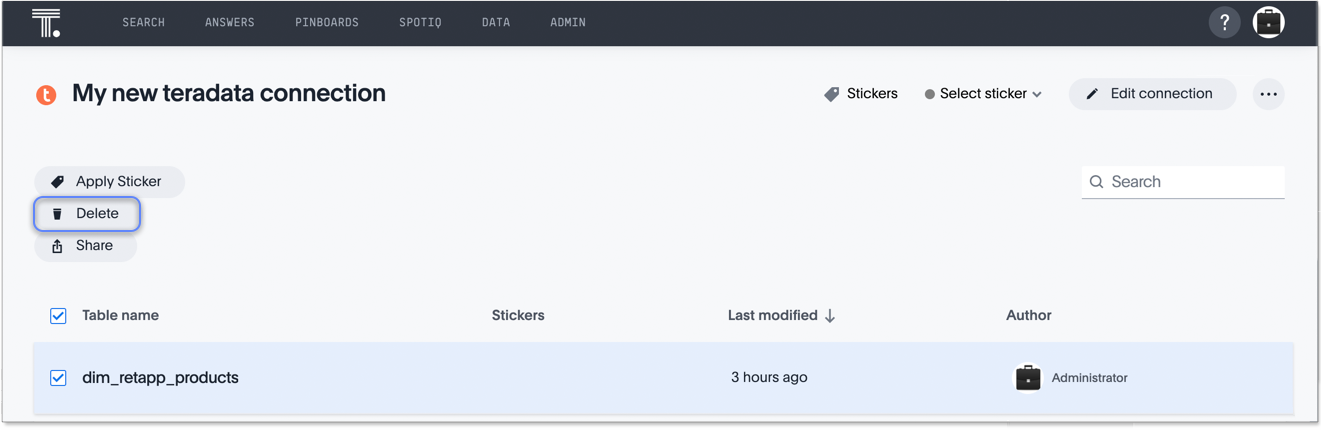 SEARCH ANSWERS PINBOARDS SPOTIQ DATA ADMIN ?
t My new teradata connection Stickers Select sticker Edit connection ...
Apply Sticker Search
Delete
Share
Table name Stickers Last modified Author
dim_retapp_products 3 hours ago Administrator